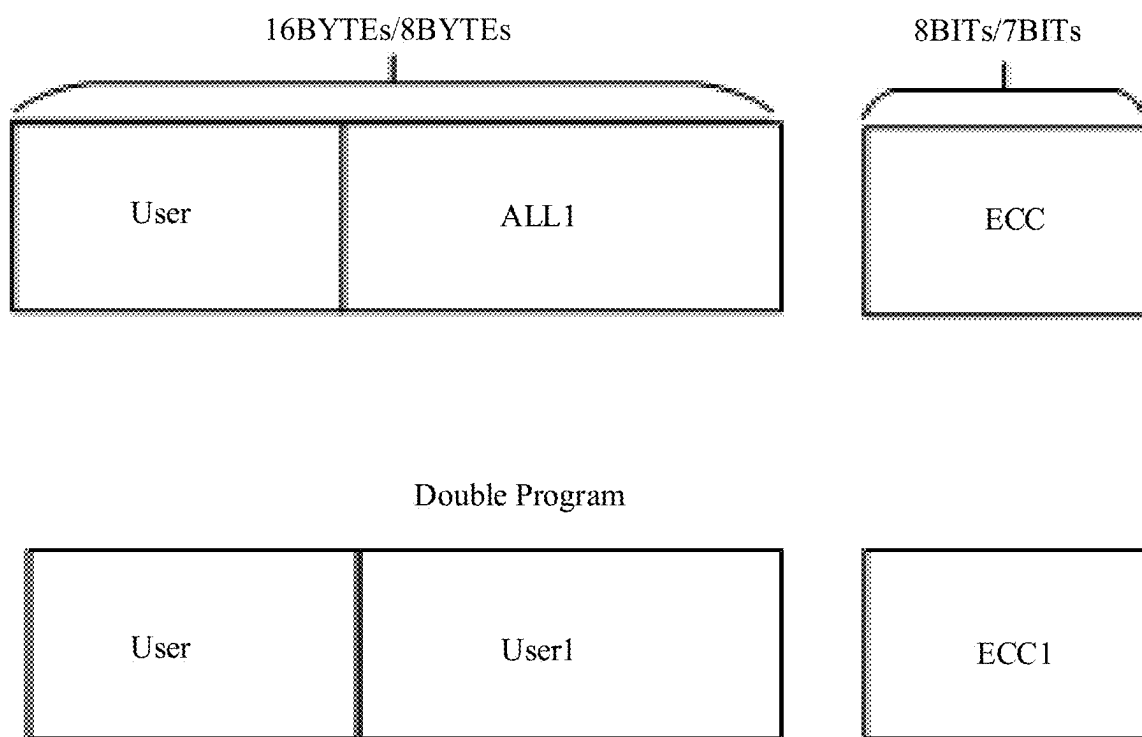 16BYTEs/8BYTEs 8BITs/7BITs
User ALL1 ECC
Double Program
User User1 ECC1